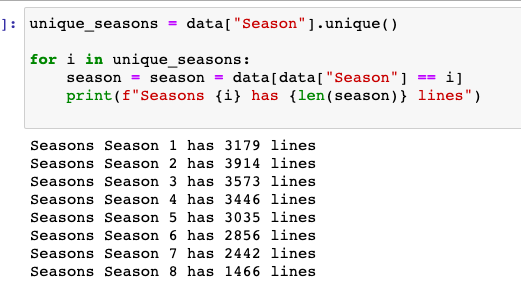 ]: unique_seasons = data["Season"].unique()
for i in unique_seasons:
    season = season = data[data["Season"] == i]
    print(f"Seasons {i} has {len(season)} lines")
Seasons Season 1 has 3179 lines
Seasons Season 2 has 3914 lines
Seasons Season 3 has 3573 lines
Seasons Season 4 has 3446 lines
Seasons Season 5 has 3035 lines
Seasons Season 6 has 2856 lines
Seasons Season 7 has 2442 lines
Seasons Season 8 has 1466 lines